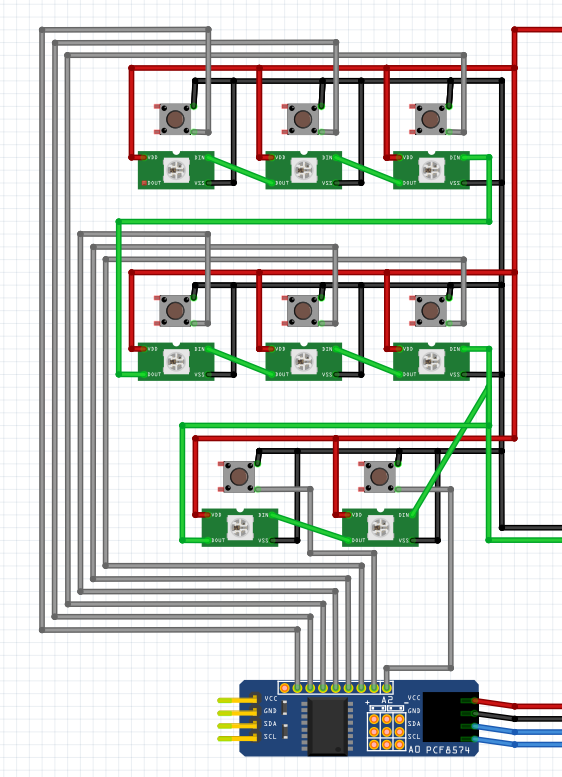 VDD DIN VDD DIN VDD DIN
DOUT VSS DOUT VSS DOUT VSS
VDD DIN VDD DIN VDD DIN
DOUT VSS DOUT VSS DOUT VSS
VDD DIN VDD DIN
DOUT VSS DOUT VSS
VCC A2 VCC
+ -
GND GND
SDA SDA
SCL SCL
A0 PCF8574